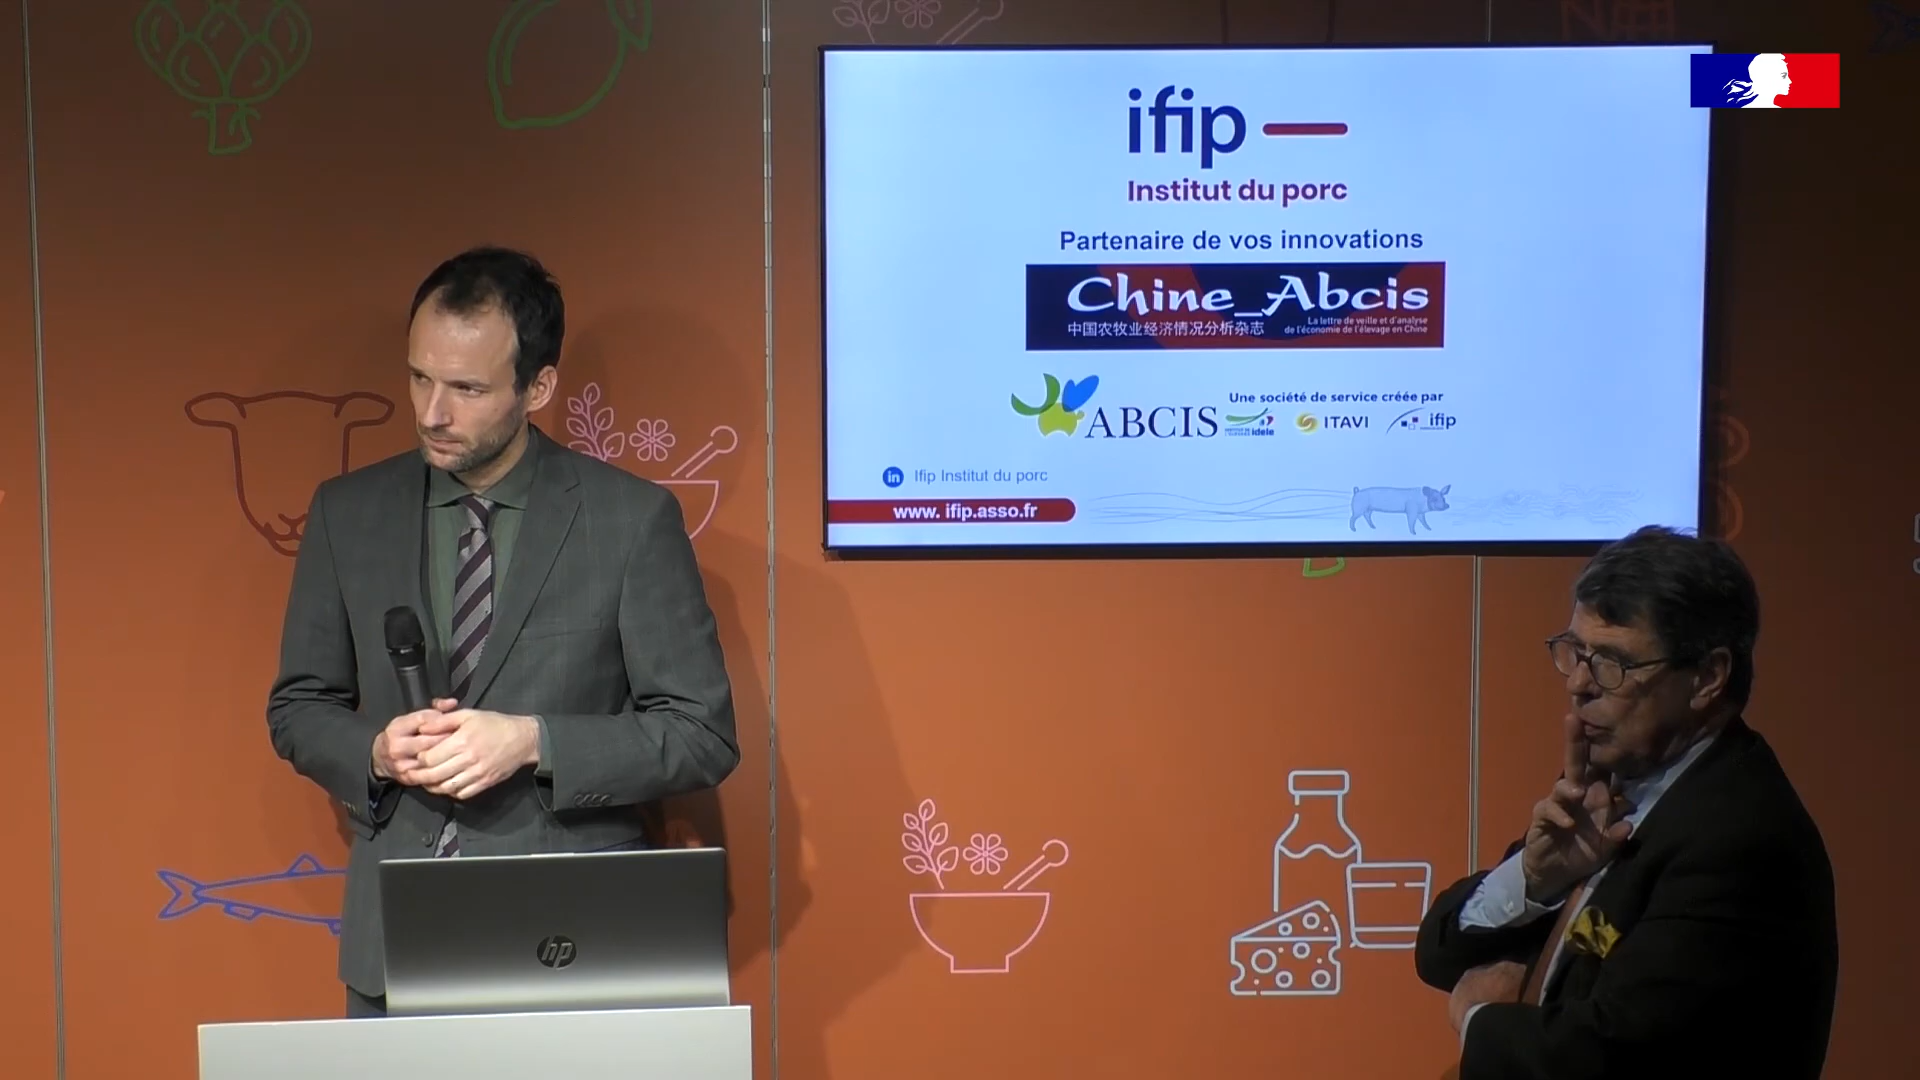 ifip
Institut du porc
Partenaire de vos innovations
Chine_Abcis
中国农牧业经济情况分析杂志
La lettre de veille et d'analyse
de l'économie de l'élevage en Chine
ABCIS
Une société de service créée par
idele
ITAVI
ifip
in
Ifip Institut du porc
www. ifip.asso.fr
hp